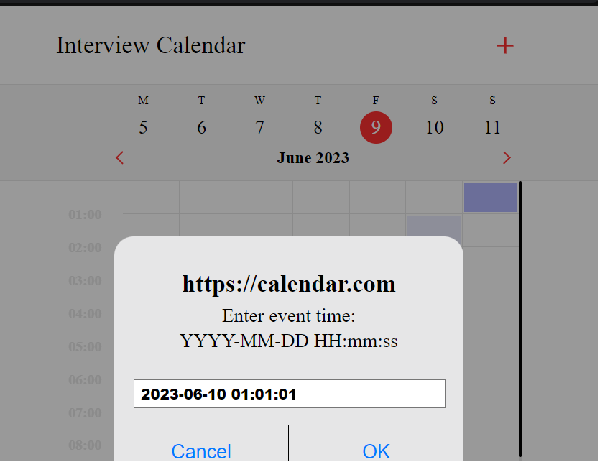 Interview Calendar +
M T W T F S S
5 6 7 8 9 10 11
< June 2023 >
01:00
02:00
03:00
04:00
05:00
06:00
07:00
08:00
https://calendar.com
Enter event time:
YYYY-MM-DD HH:mm:ss
2023-06-10 01:01:01
Cancel OK